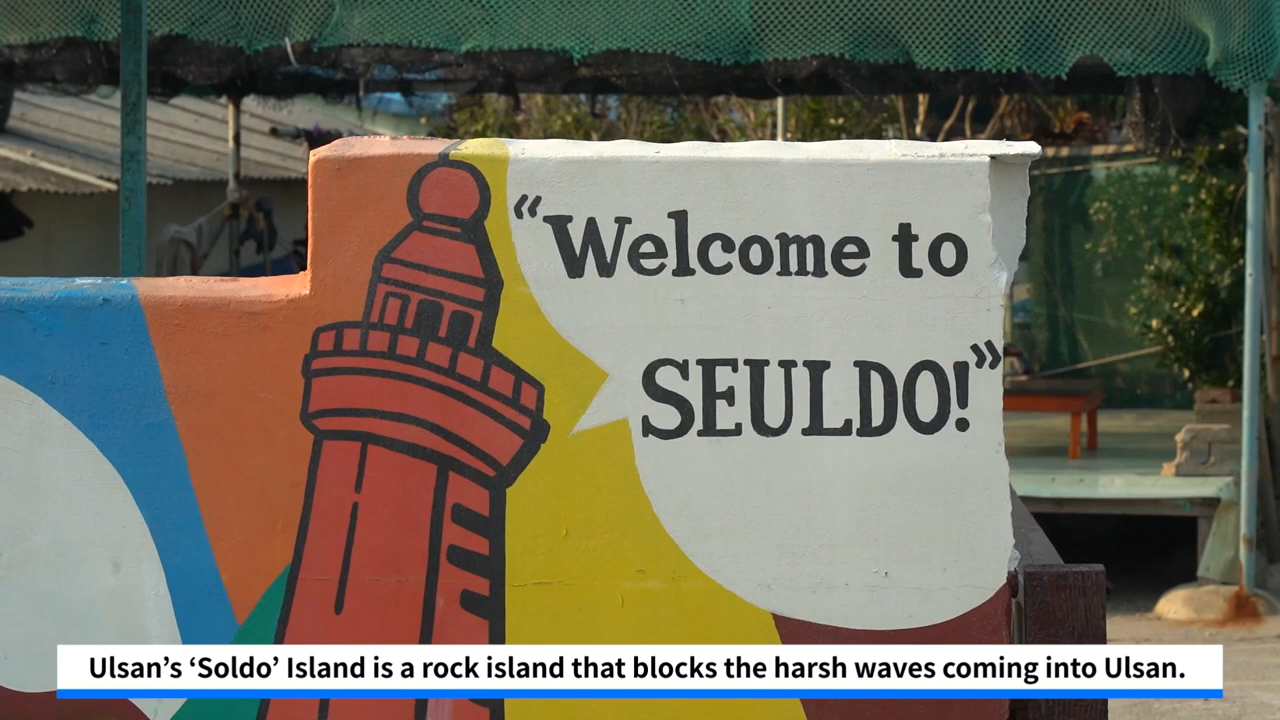 “Welcome to
SEULDO!”
Ulsan’s ‘Soldo’ Island is a rock island that blocks the harsh waves coming into Ulsan.